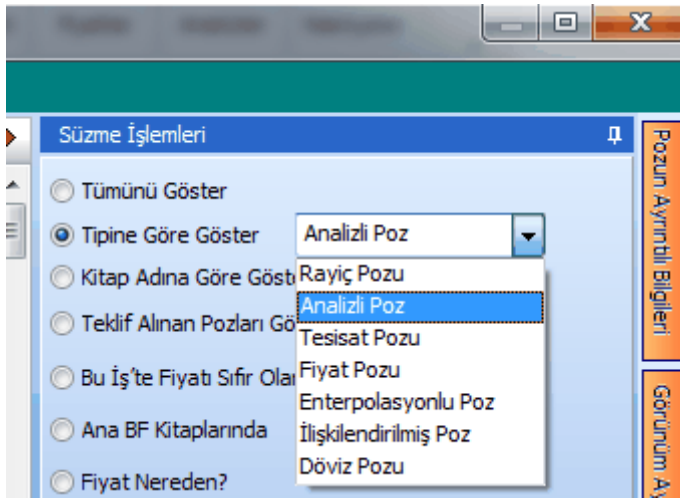 Süzme İşlemleri
Tümünü Göster
Tipine Göre Göster
Analizli Poz
Kitap Adına Göre Göst
Rayiç Pozu
Analizli Poz
Teklif Alınan Pozları Gö
Tesisat Pozu
Fiyat Pozu
Bu İş'te Fiyatı Sıfır Olan
Enterpolasyonlu Poz
Ana BF Kitaplarında
İlişkilendirilmiş Poz
Döviz Pozu
Fiyat Nereden?
Pozun Ayrıntılı Bilgileri
Görünüm Ay